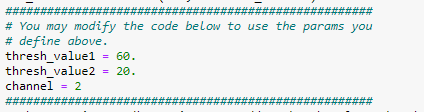 ####################################################
# You may modify the code below to use the params you
# define above.
thresh_value1 = 60.
thresh_value2 = 20.
channel = 2
####################################################